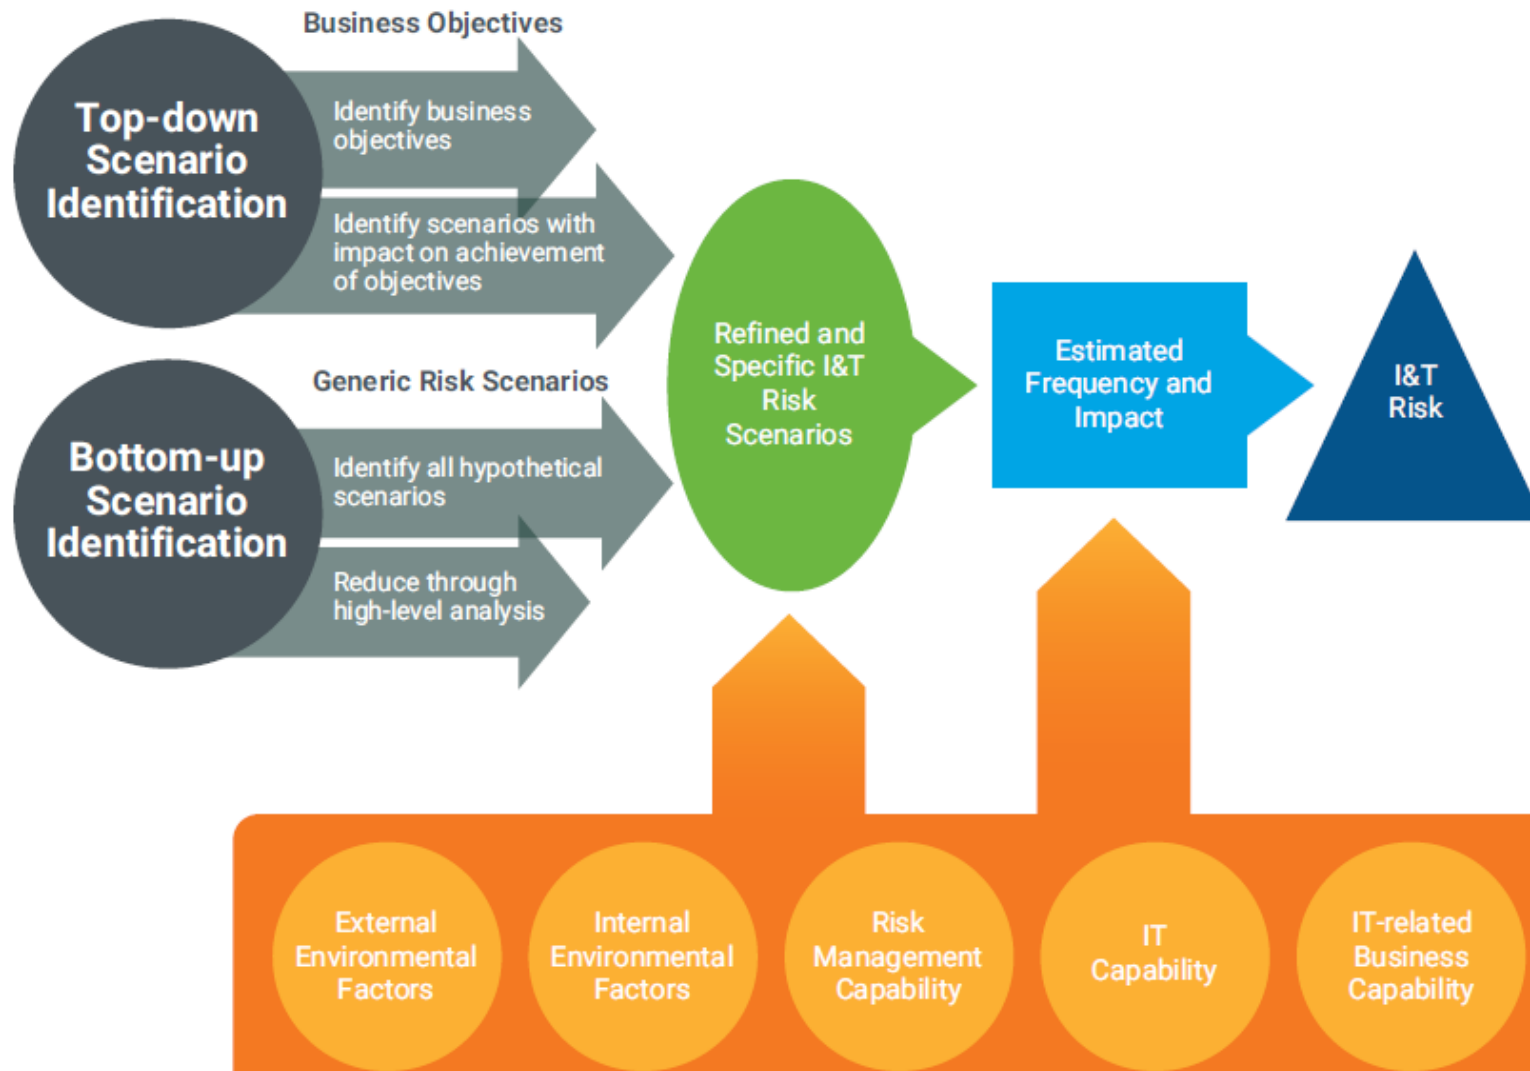 Business Objectives
Top-down
Scenario
Identification
Identify business
objectives
Identify scenarios with
impact on achievement
of objectives
Generic Risk Scenarios
Bottom-up
Scenario
Identification
Identify all hypothetical
scenarios
Reduce through
high-level analysis
Refined and
Specific I&T
Risk
Scenarios
Estimated
Frequency and
Impact
I&T
Risk
External
Environmental
Factors
Internal
Environmental
Factors
Risk
Management
Capability
IT
Capability
IT-related
Business
Capability